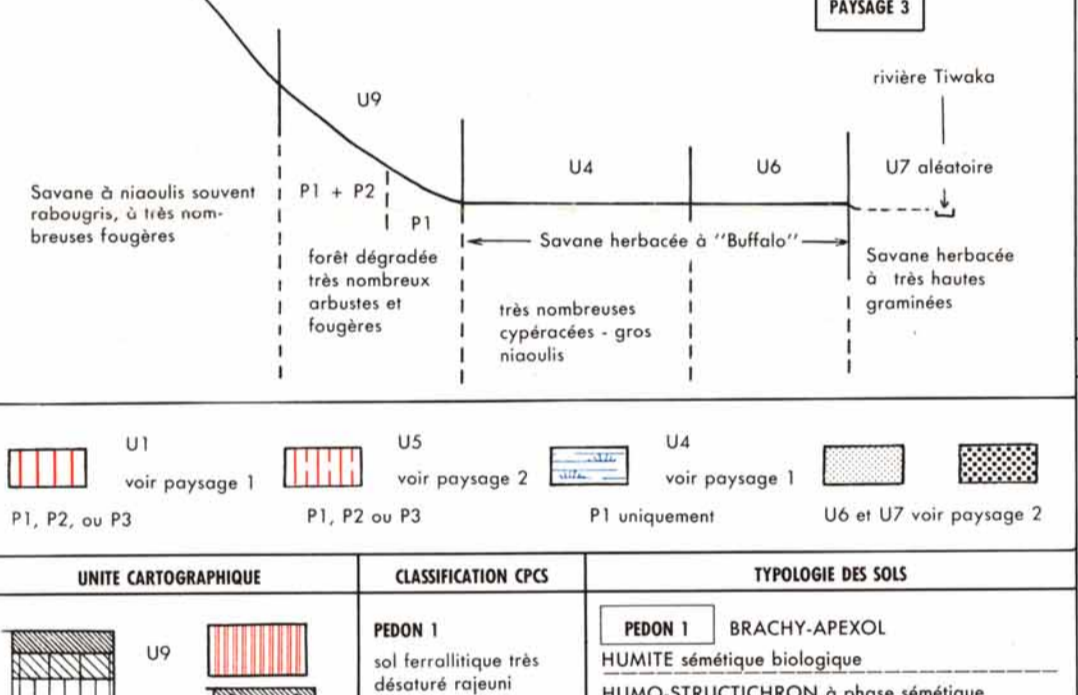 PAYSAGE 3
rivière Tiwaka
U9
U4
U6
U7 aléatoire
Savane à niaoulis souvent
rabougris, à très nom-
breuses fougères
P1 + P2
P1
Savane herbacée à "Buffalo"
forêt dégradée
très nombreux
arbustes et
fougères
très nombreuses
cypéracées - gros
niaoulis
Savane herbacée
à très hautes
graminées
U1
voir paysage 1
P1, P2, ou P3
U5
voir paysage 2
P1, P2 ou P3
U4
voir paysage 1
P1 uniquement
U6 et U7 voir paysage 2
UNITE CARTOGRAPHIQUE
CLASSIFICATION CPCS
TYPOLOGIE DES SOLS
U9
PEDON 1
sol ferrallitique très
désaturé rajeuni
PEDON 1 BRACHY-APEXOL
HUMITE sémétique biologique
HUMO-STRUCTICHRON à phase sémétique